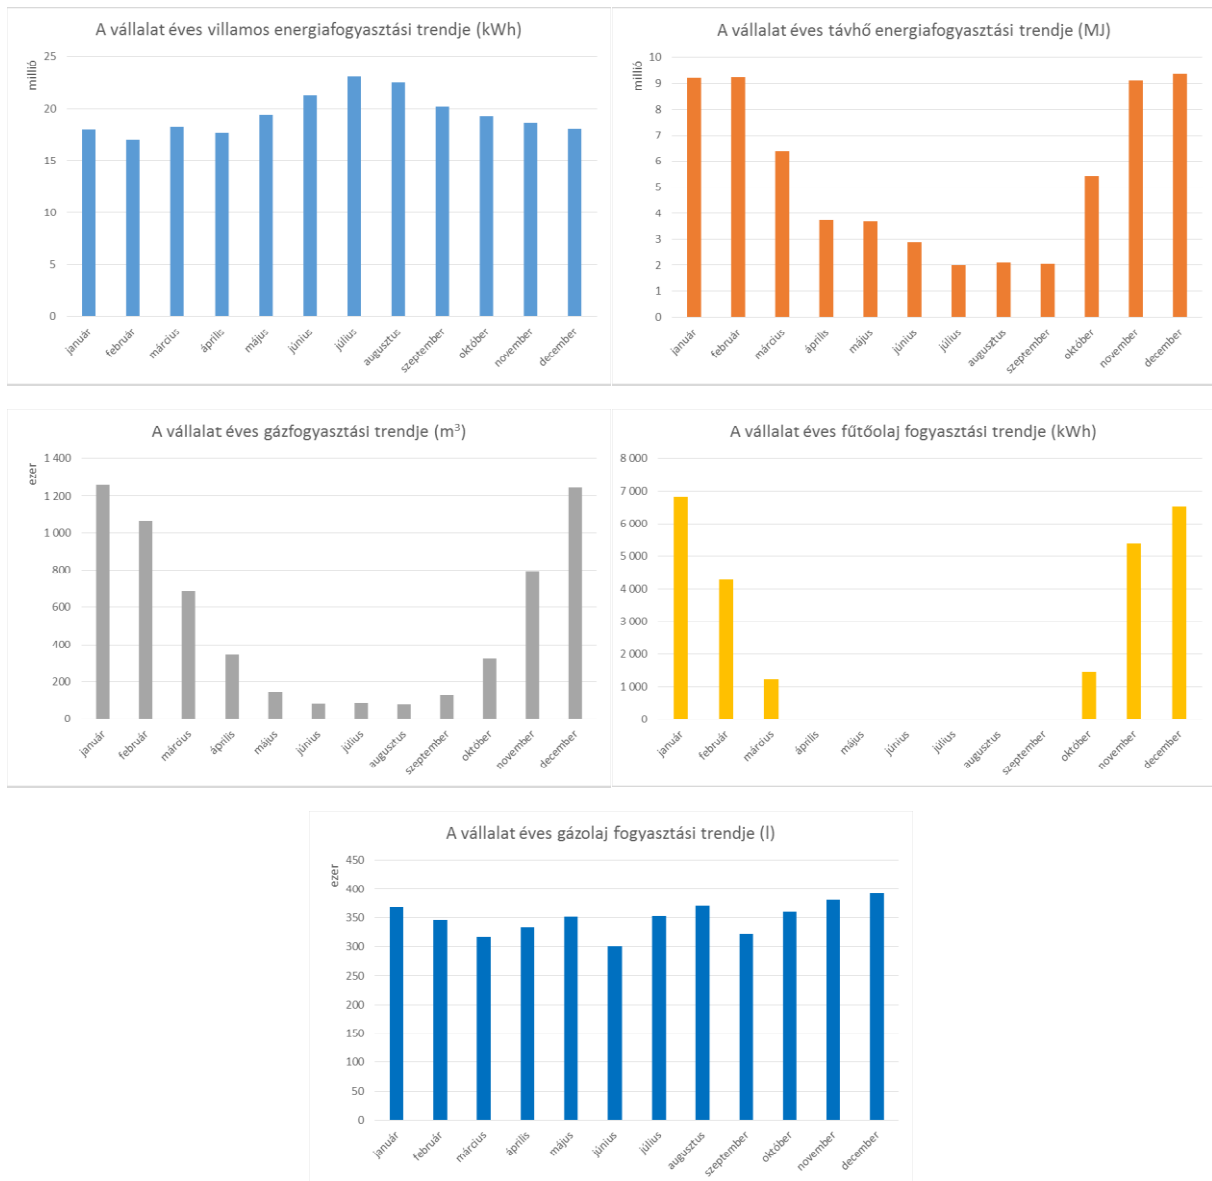 A vállalat éves villamos energiafogyasztási trendje (kWh)
millió
25
20
15
10
5
0
január
február
március
április
május
június
július
augusztus
szeptember
október
november
december
A vállalat éves távhő energiafogyasztási trendje (MJ)
millió
10
9
8
7
6
5
4
3
2
1
0
január
február
március
április
május
június
július
augusztus
szeptember
október
november
december
A vállalat éves gázfogyasztási trendje (m³)
ezer
1 400
1 200
1 000
800
600
400
200
0
január
február
március
április
május
június
július
augusztus
szeptember
október
november
december
A vállalat éves fűtőolaj fogyasztási trendje (kWh)
8 000
7 000
6 000
5 000
4 000
3 000
2 000
1 000
0
január
február
március
április
május
június
július
augusztus
szeptember
október
november
december
A vállalat éves gázolaj fogyasztási trendje (l)
ezer
450
400
350
300
250
200
150
100
50
0
január
február
március
április
május
június
július
augusztus
szeptember
október
november
december